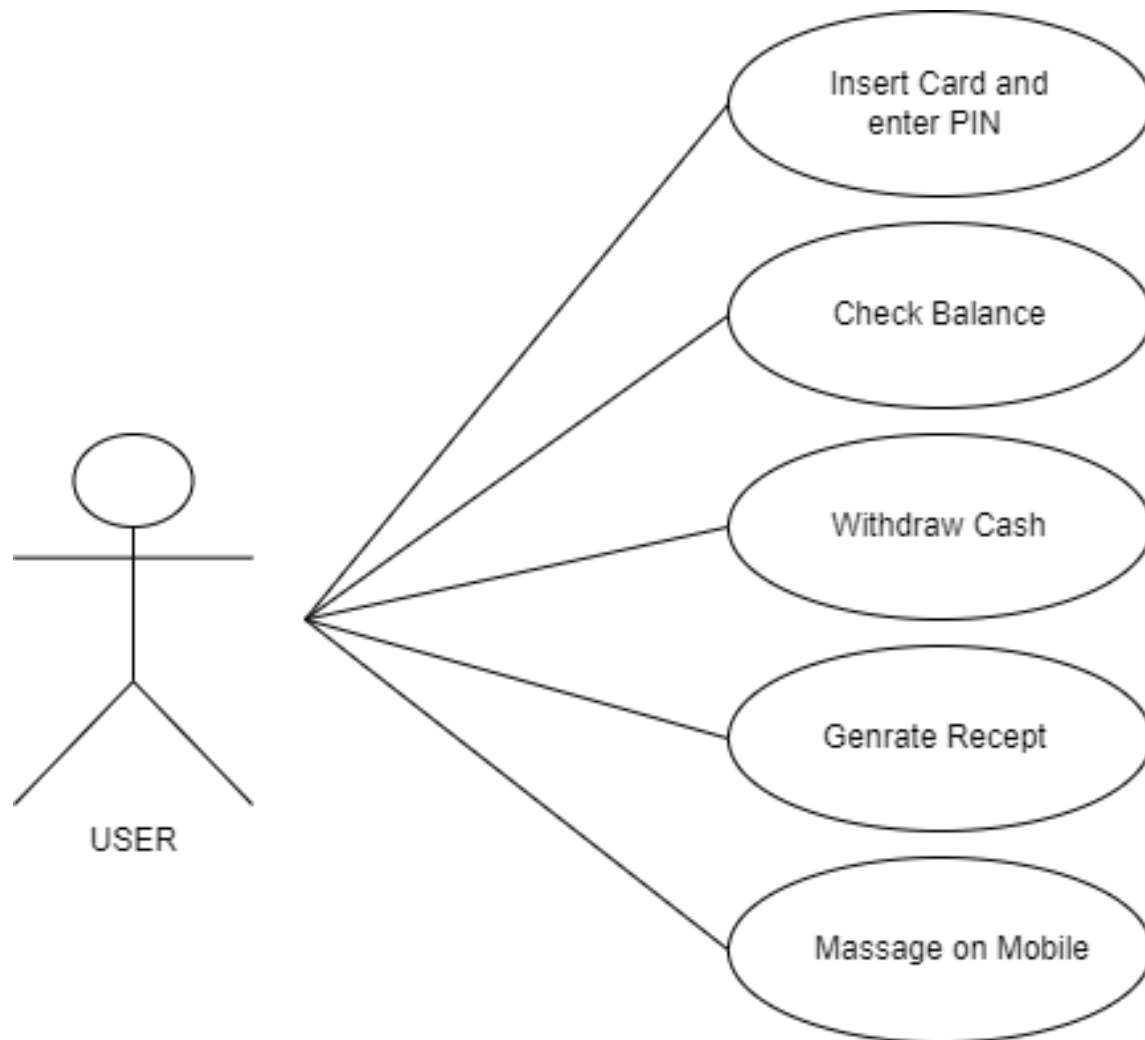 Insert Card and
enter PIN
Check Balance
Withdraw Cash
Genrate Recept
Massage on Mobile
USER